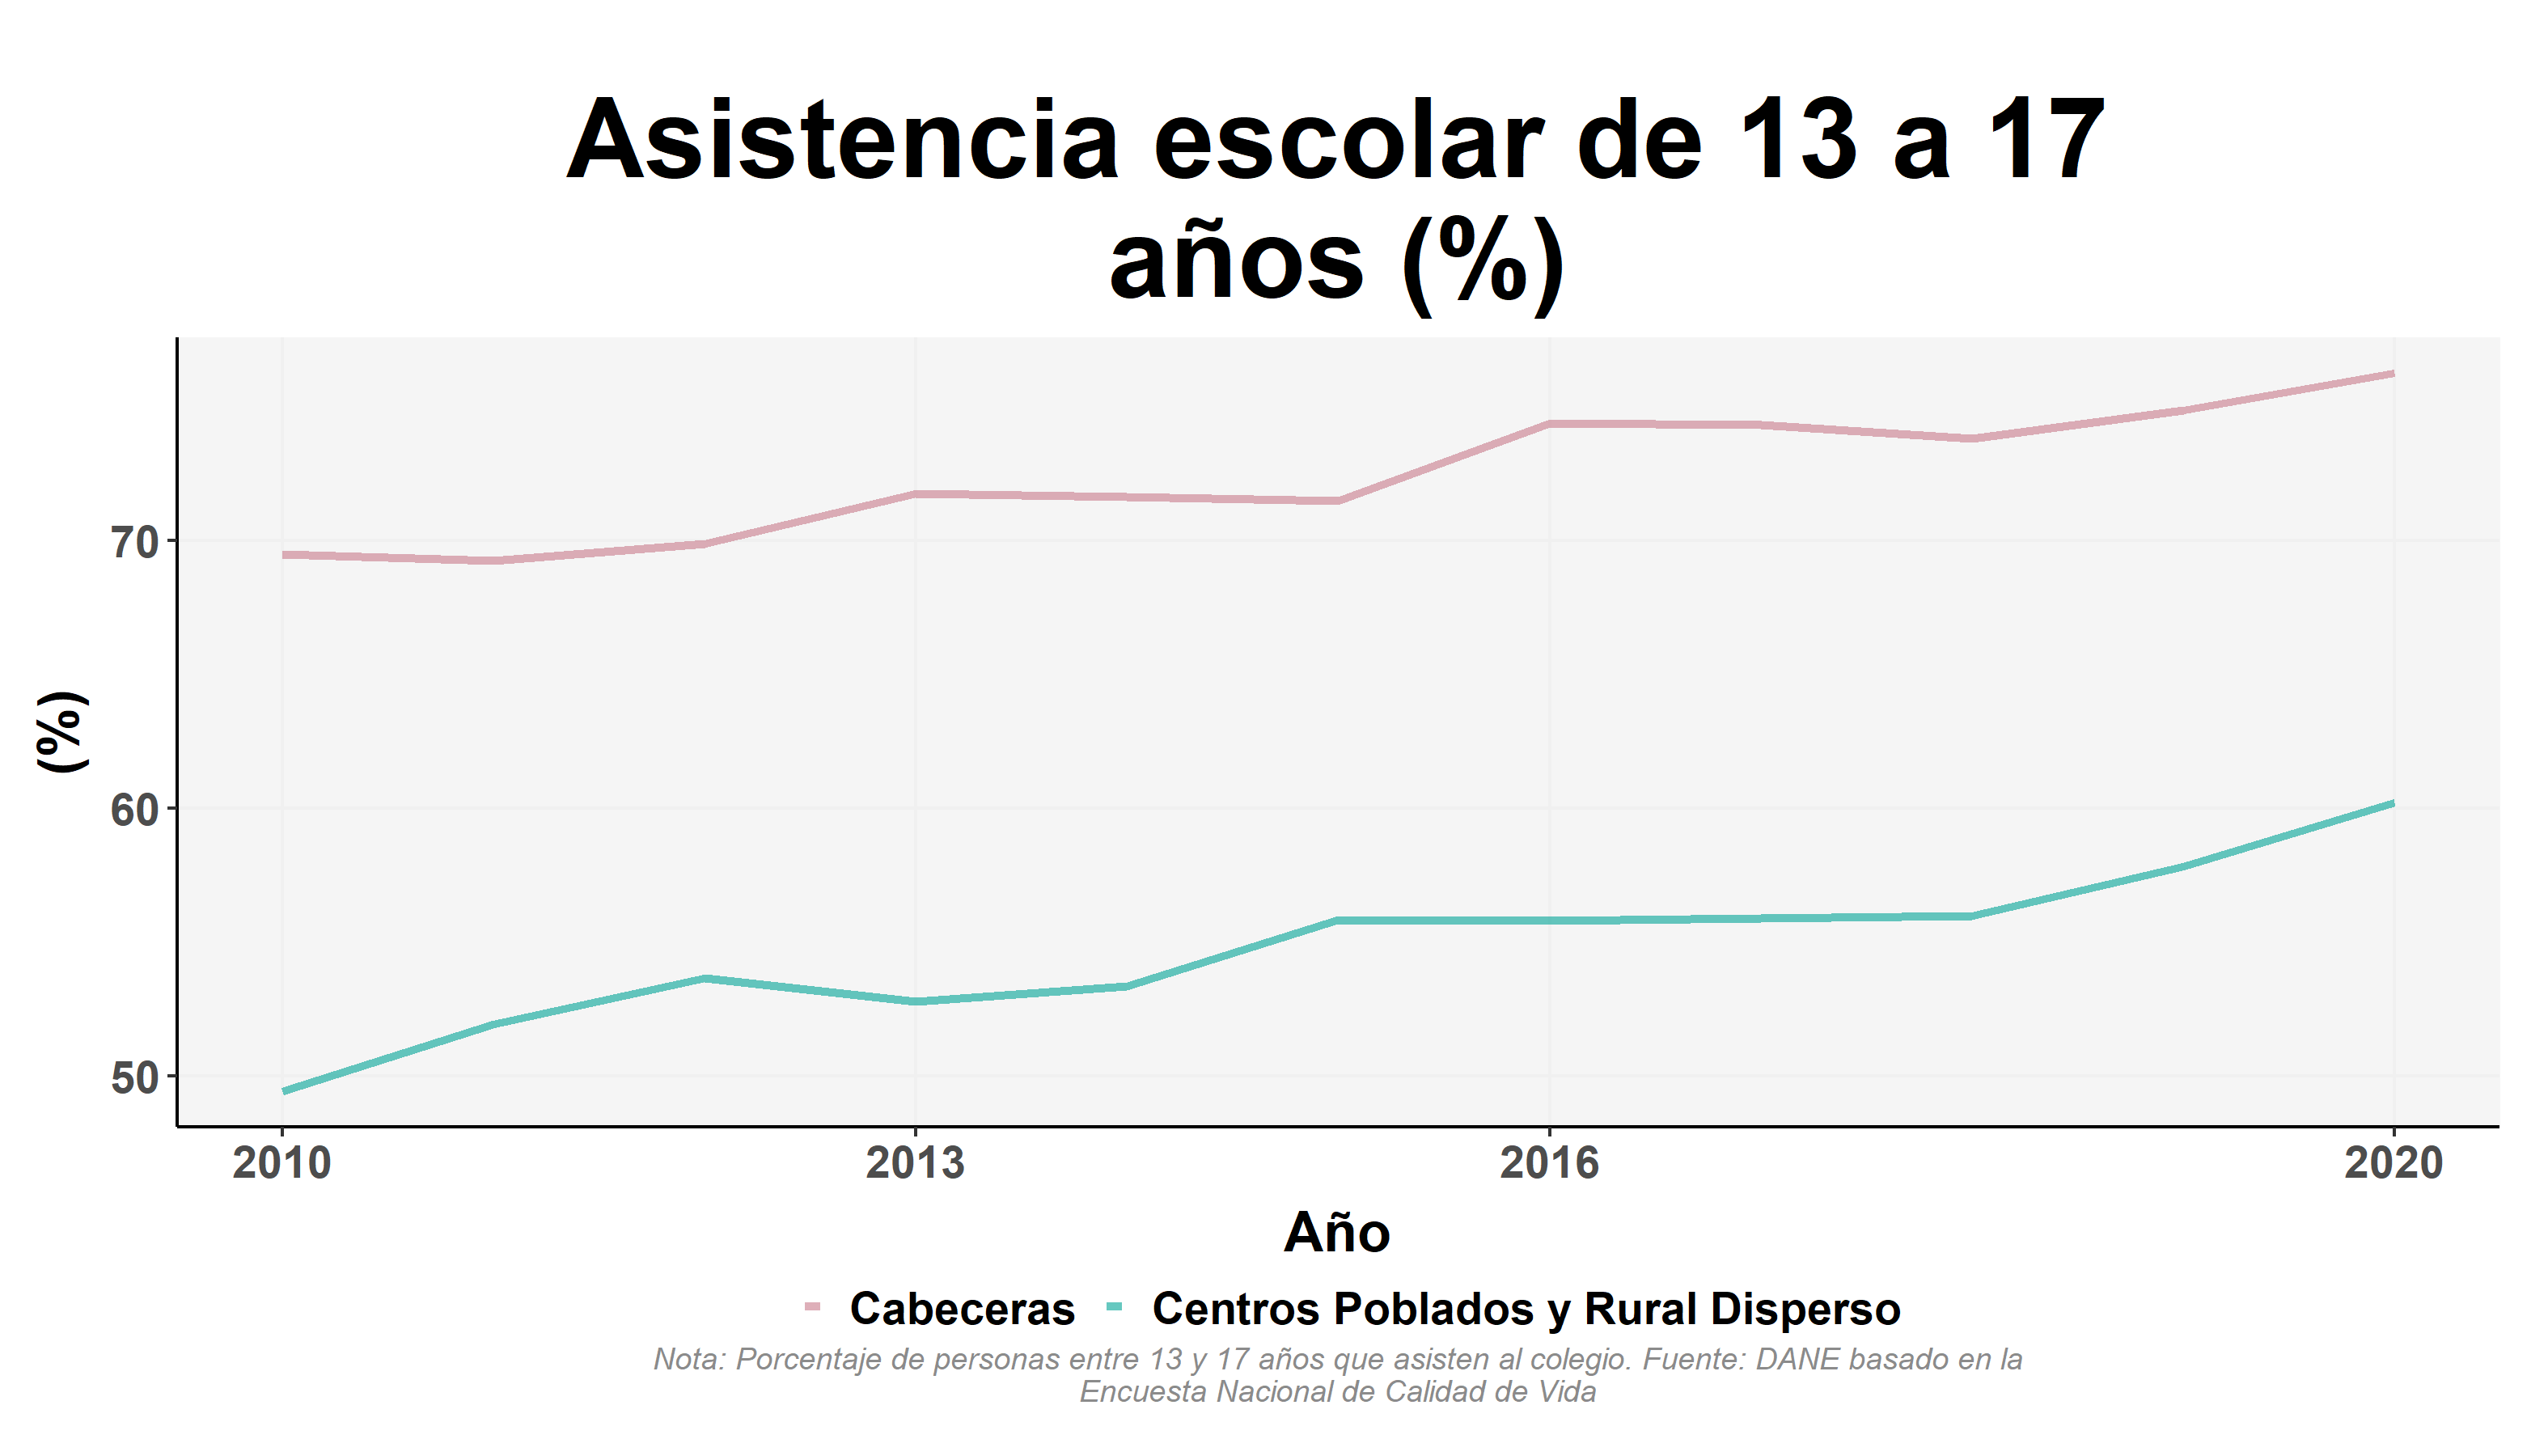 Asistencia escolar de 13 a 17
años (%)
70
60
50
(%)
2010 2013 2016 2020
Año
Cabeceras Centros Poblados y Rural Disperso
Nota: Porcentaje de personas entre 13 y 17 años que asisten al colegio. Fuente: DANE basado en la
Encuesta Nacional de Calidad de Vida